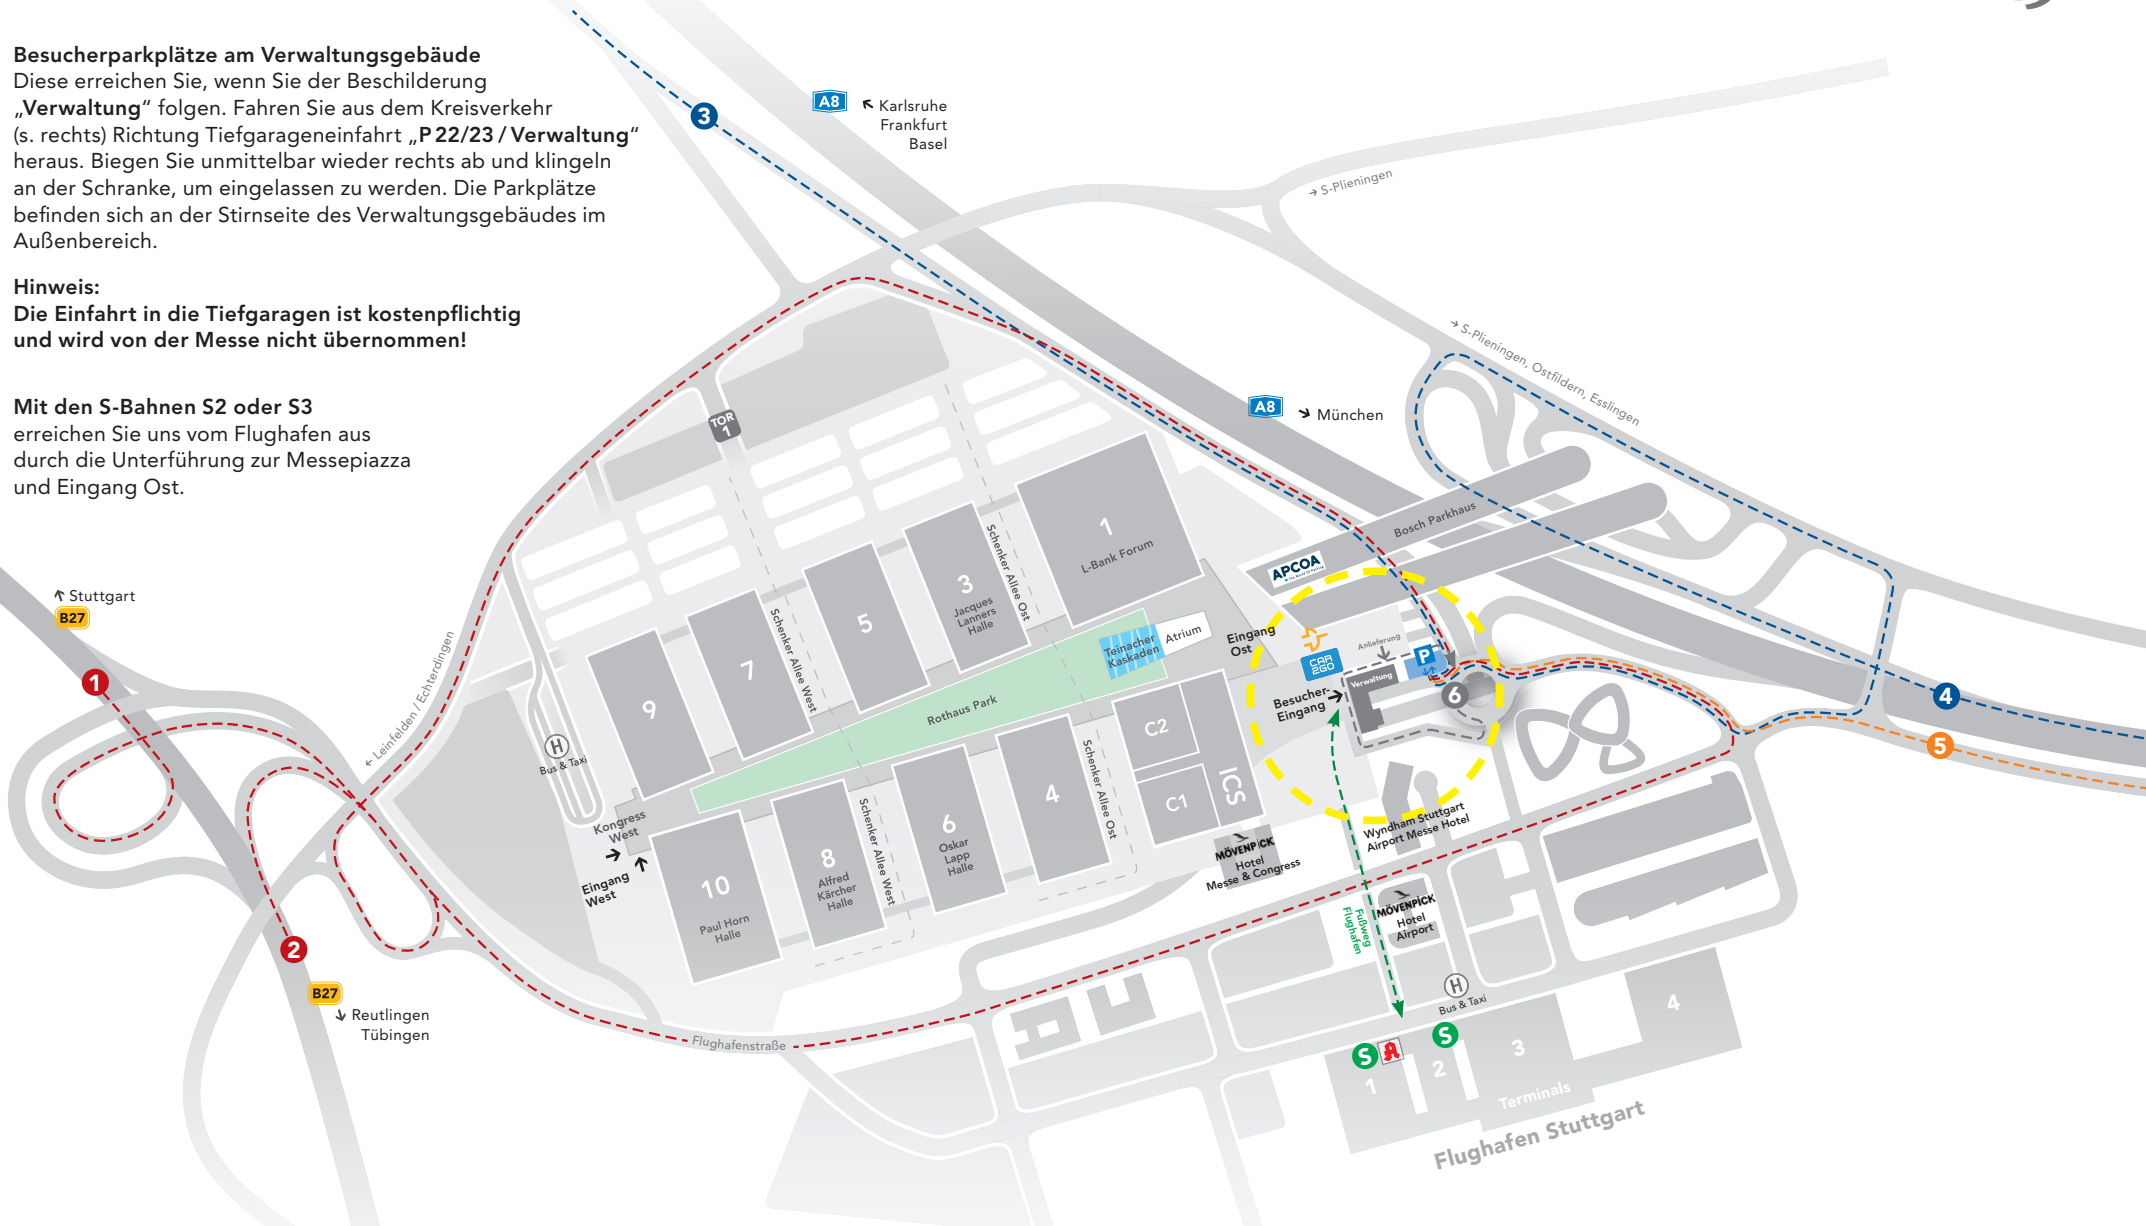 Besucherparkplätze am Verwaltungsgebäude
Diese erreichen Sie, wenn Sie der Beschilderung
„Verwaltung“ folgen. Fahren Sie aus dem Kreisverkehr
(s. rechts) Richtung Tiefgarageneinfahrt „P 22/23 / Verwaltung“
heraus. Biegen Sie unmittelbar wieder rechts ab und klingeln
an der Schranke, um eingelassen zu werden. Die Parkplätze
befinden sich an der Stirnseite des Verwaltungsgebäudes im
Außenbereich.
Hinweis:
Die Einfahrt in die Tiefgaragen ist kostenpflichtig
und wird von der Messe nicht übernommen!
Mit den S-Bahnen S2 oder S3
erreichen Sie uns vom Flughafen aus
durch die Unterführung zur Messepiazza
und Eingang Ost.
3
A8
↖ Karlsruhe
Frankfurt
Basel
→ S-Plieningen
→ S-Plieningen, Ostfildern, Esslingen
A8
↘ München
TOR
1
Bosch Parkhaus
APCOA
1
L-Bank Forum
Schenker Allee Ost
3
Jacques
Lanners
Halle
5
Schenker Allee West
7
9
Teinacher
Kaskaden
Atrium
Eingang
Ost
Rothaus Park
CAR
2GO
Anlieferung
P
Verwaltung
Besucher-
Eingang
6
↖ Stuttgart
B27
1
← Leinfelden / Echterdingen
H
Bus & Taxi
Kongress
West
Eingang
West
10
Paul Horn
Halle
8
Alfred
Kärcher
Halle
Schenker Allee West
6
Oskar
Lapp
Halle
4
Schenker Allee Ost
C2
C1
ICS
MÖVENPICK
Hotel
Messe & Congress
Wyndham Stuttgart
Airport Messe Hotel
4
5
2
B27
↓ Reutlingen
Tübingen
Flughafenstraße
Fußweg
Flughafen
MÖVENPICK
Hotel
Airport
H
Bus & Taxi
S
A
S
1
2
3
4
Terminals
Flughafen Stuttgart